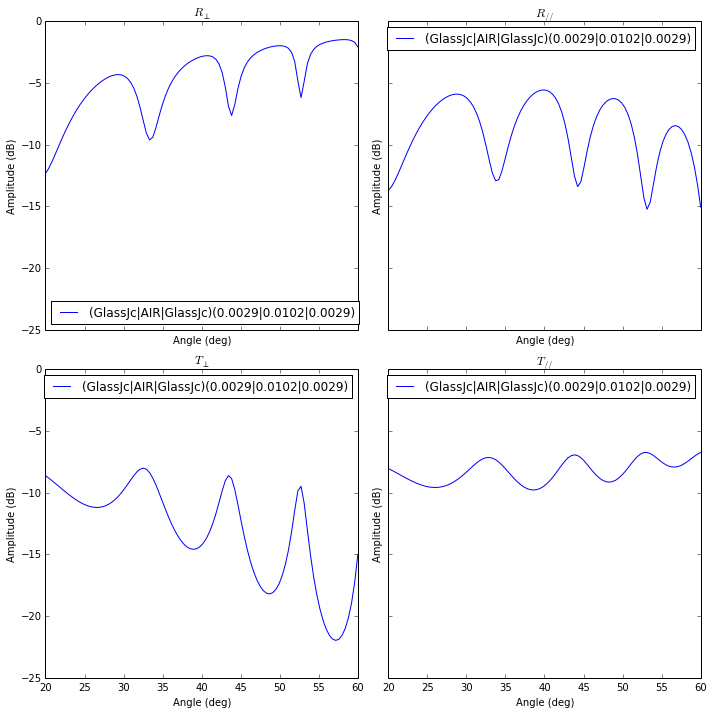 R⊥
0
−5
−10
−15
−20
−25
Amplitude (dB)
(GlassJc|AIR|GlassJc)(0.0029|0.0102|0.0029)
Angle (deg)
R//
Amplitude (dB)
(GlassJc|AIR|GlassJc)(0.0029|0.0102|0.0029)
Angle (deg)
T⊥
0
−5
−10
−15
−20
−25
Amplitude (dB)
(GlassJc|AIR|GlassJc)(0.0029|0.0102|0.0029)
20 25 30 35 40 45 50 55 60
Angle (deg)
T//
Amplitude (dB)
(GlassJc|AIR|GlassJc)(0.0029|0.0102|0.0029)
20 25 30 35 40 45 50 55 60
Angle (deg)